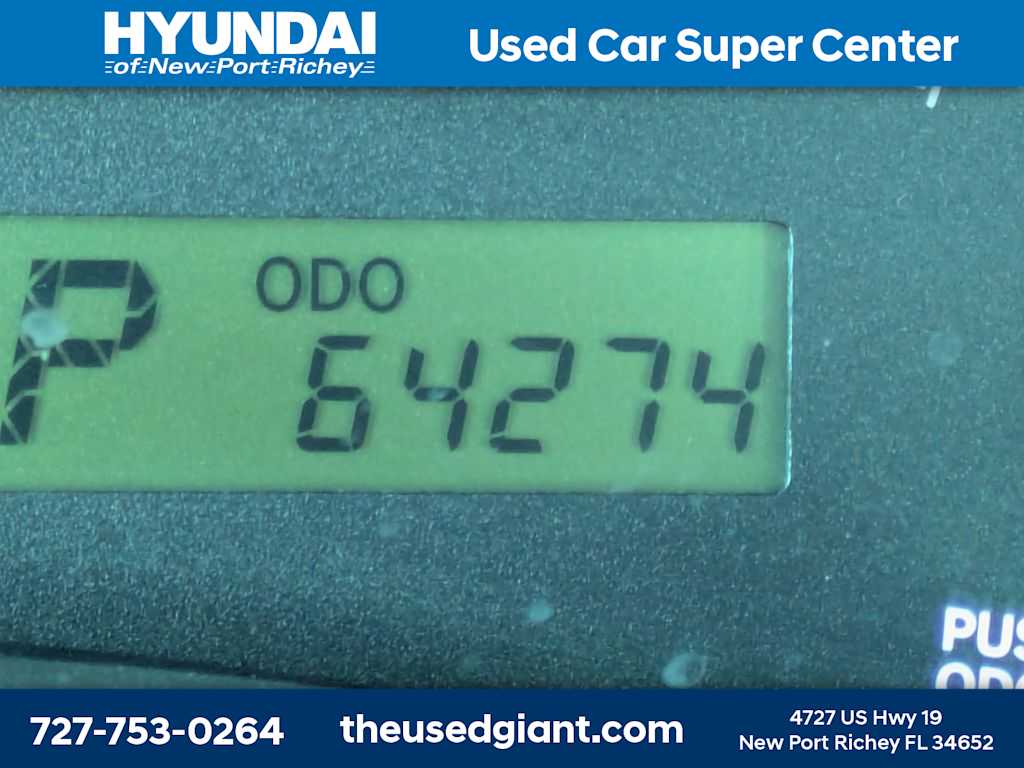 HYUNDAI
of New Port Richey
Used Car Super Center
P
ODO
64274
727-753-0264
theusedgiant.com
4727 US Hwy 19
New Port Richey FL 34652